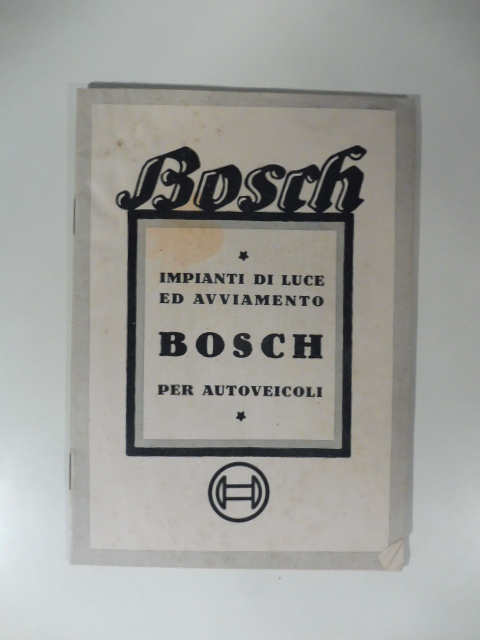 Bosch
IMPIANTI DI LUCE
ED AVVIAMENTO
BOSCH
PER AUTOVEICOLI